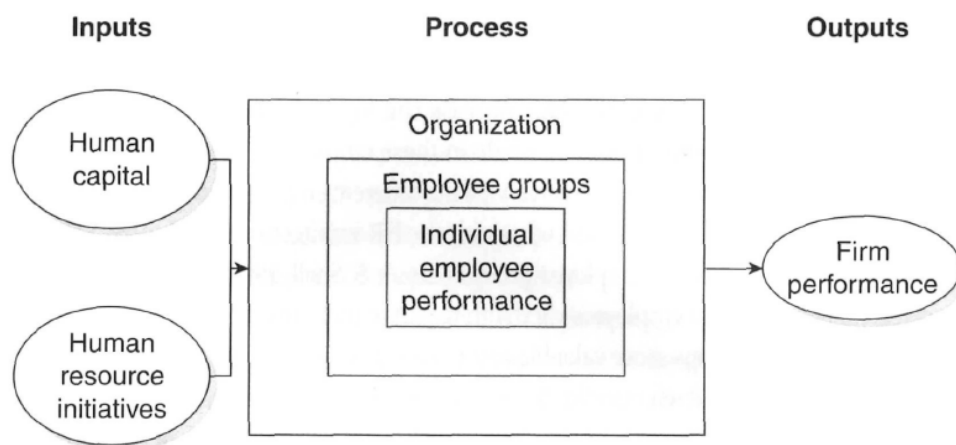 Inputs
Process
Outputs
Human
capital
Human
resource
initiatives
Organization
Employee groups
Individual
employee
performance
Firm
performance